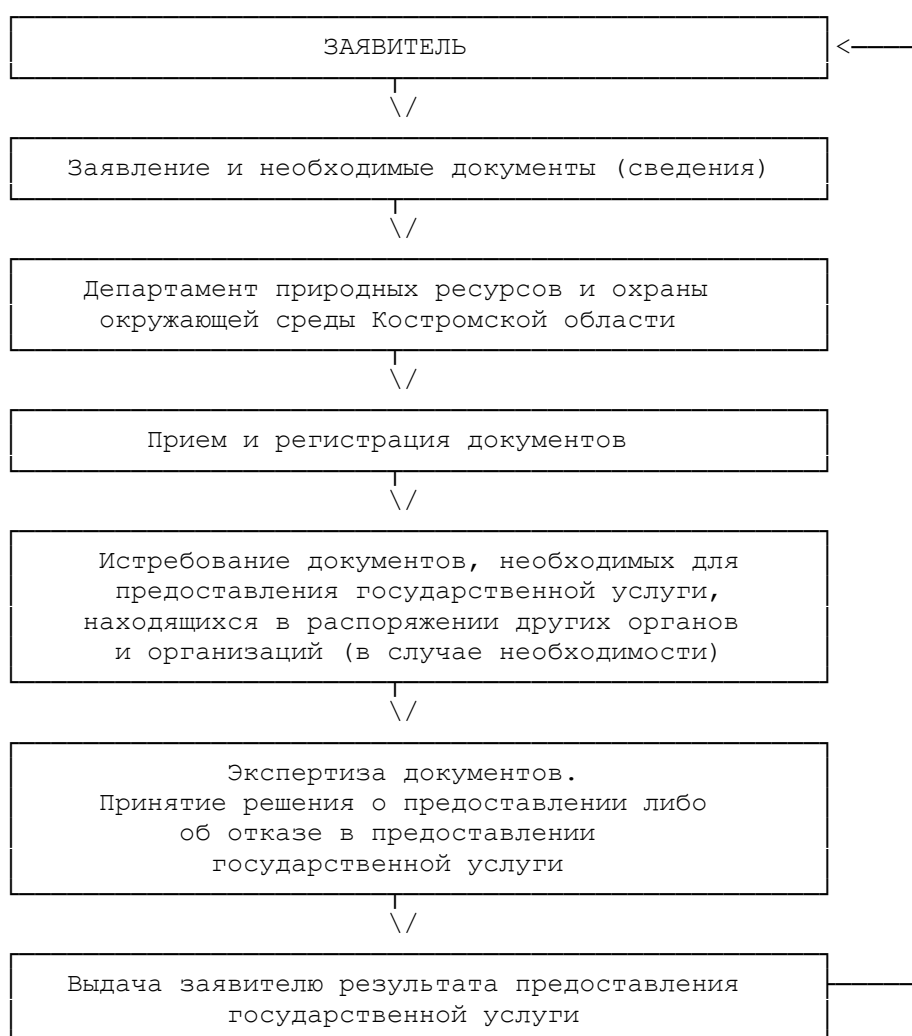 ЗАЯВИТЕЛЬ
Заявление и необходимые документы (сведения)
Департамент природных ресурсов и охраны
окружающей среды Костромской области
Прием и регистрация документов
Истребование документов, необходимых для
предоставления государственной услуги,
находящихся в распоряжении других органов
и организаций (в случае необходимости)
Экспертиза документов.
Принятие решения о предоставлении либо
об отказе в предоставлении
государственной услуги
Выдача заявителю результата предоставления
государственной услуги